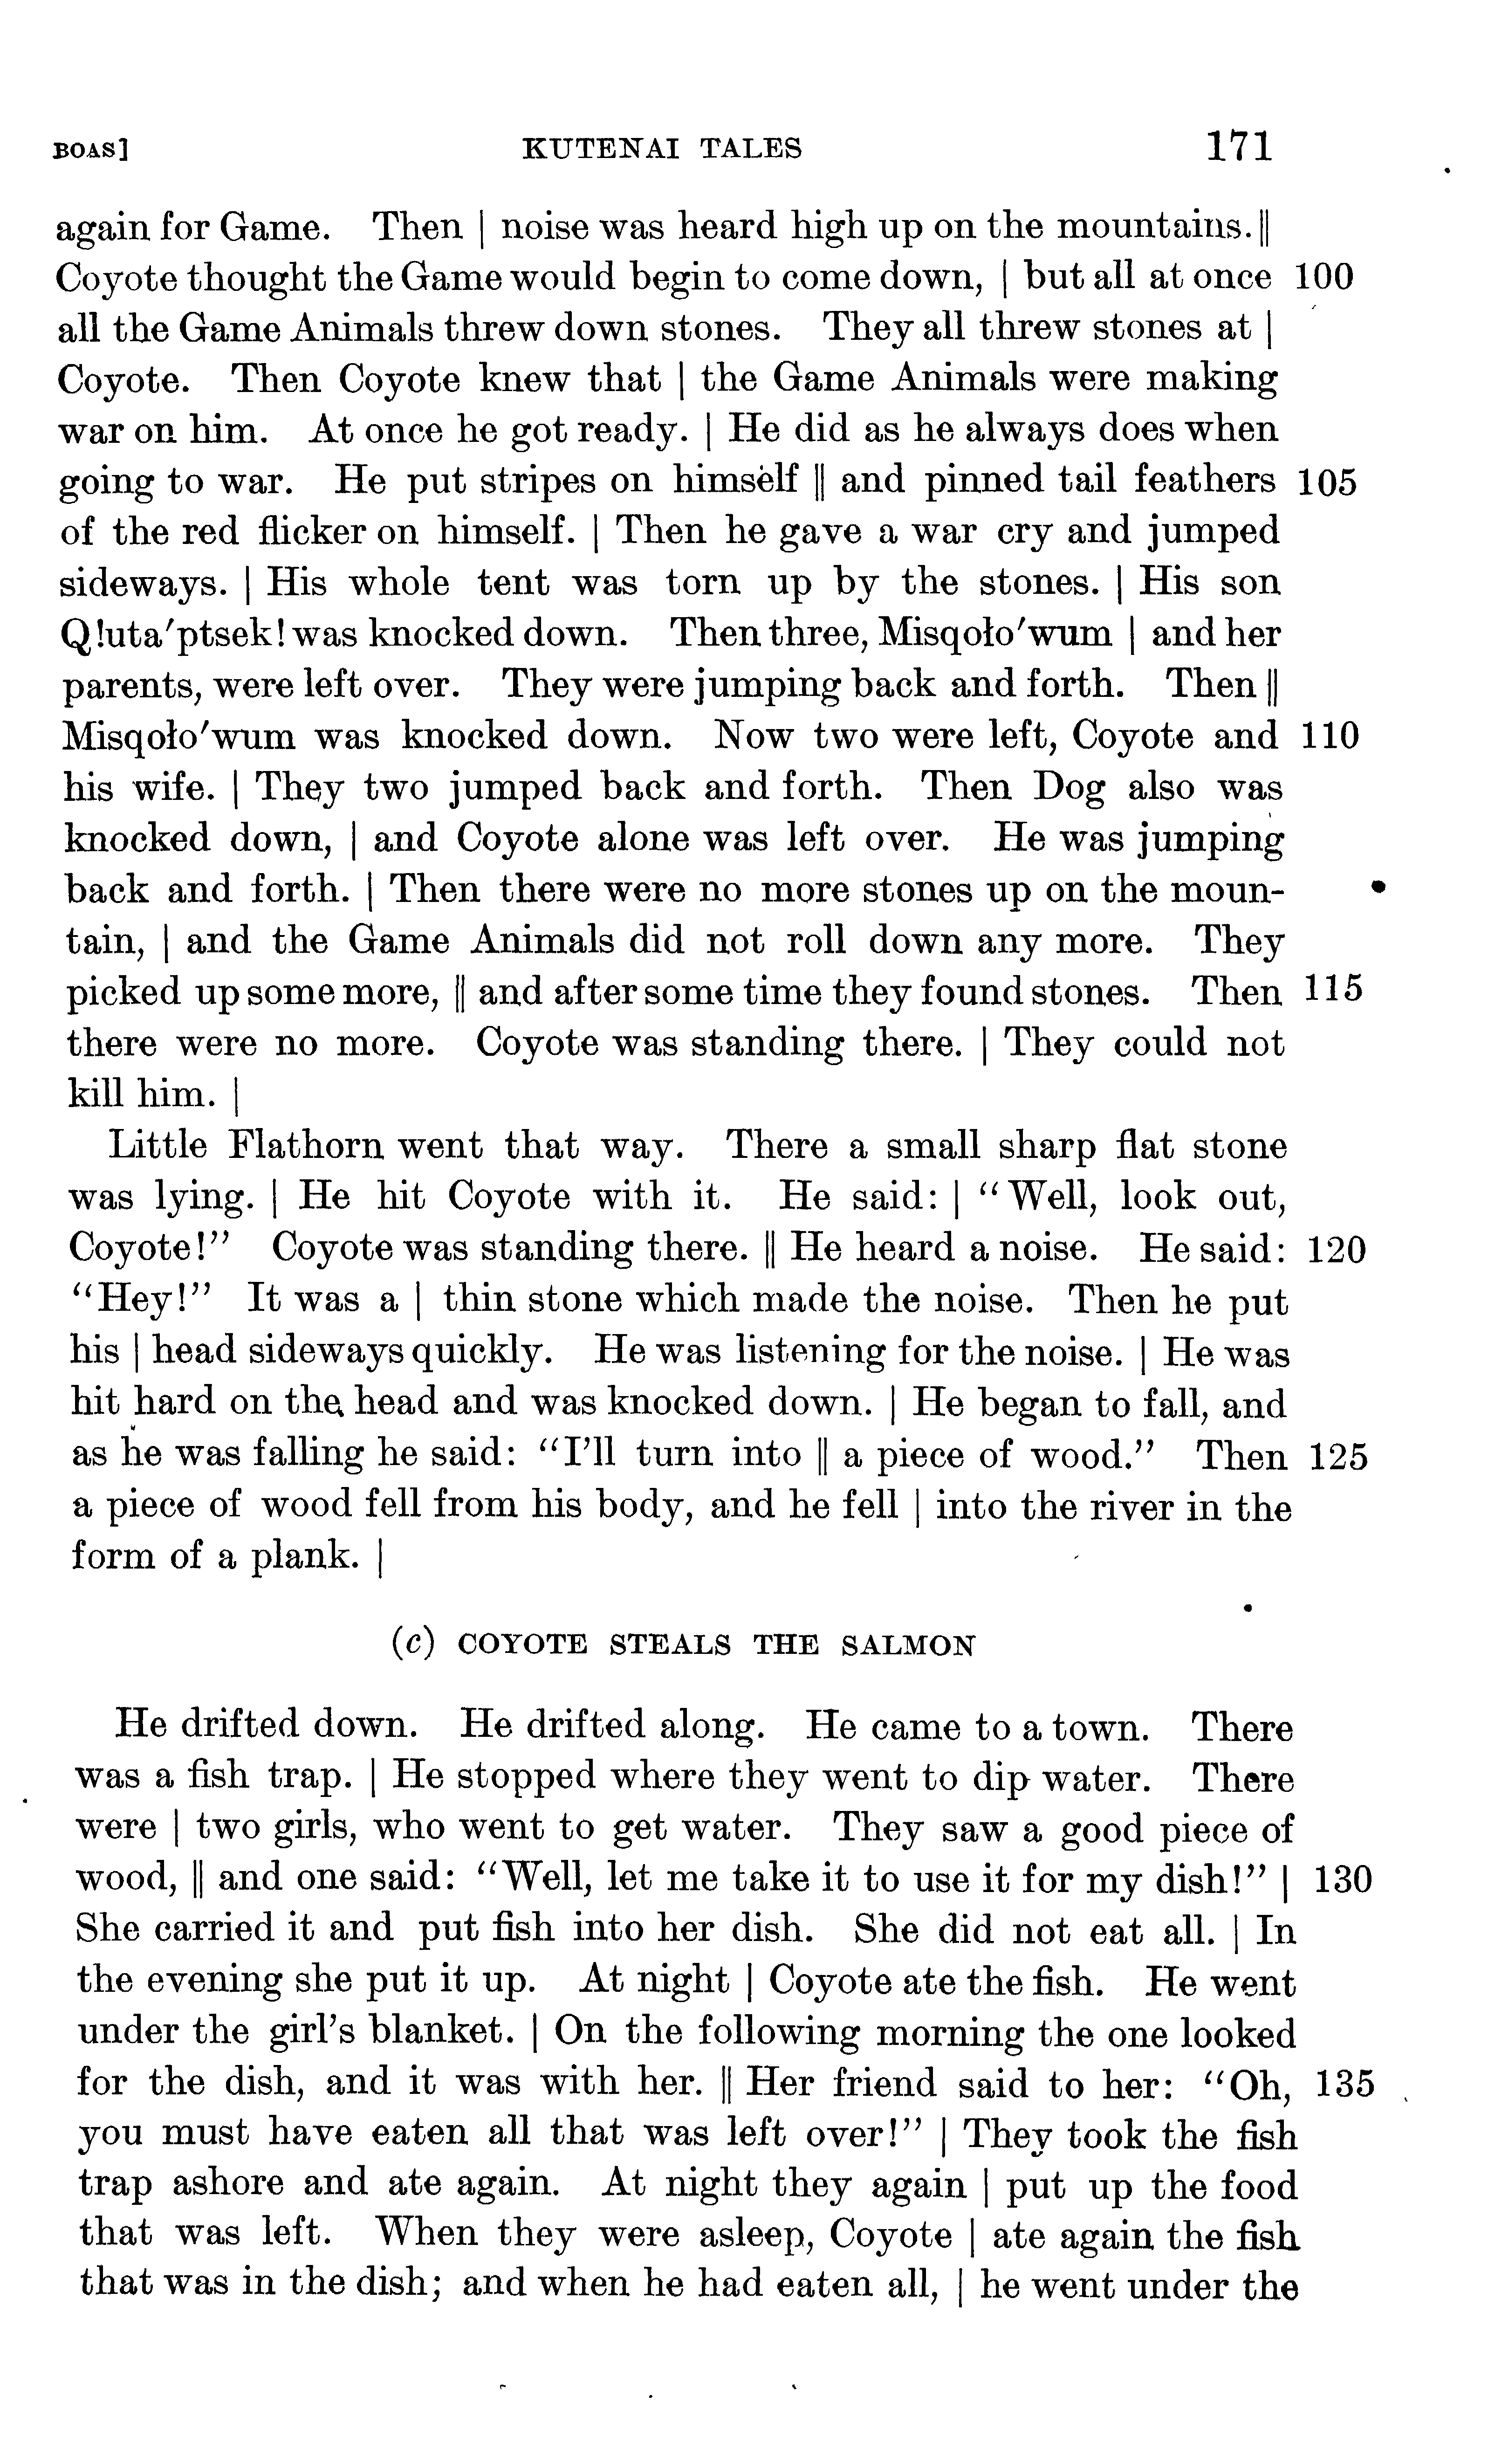 BOAS] KUTENAI TALES 171
again for Game. Then | noise was heard high up on the mountains. ||
Coyote thought the Game would begin to come down, | but all at once 100
all the Game Animals threw down stones. They all threw stones at |
Coyote. Then Coyote knew that | the Game Animals were making
war on him. At once he got ready. | He did as he always does when
going to war. He put stripes on himself || and pinned tail feathers 105
of the red flicker on himself. | Then he gave a war cry and jumped
sideways. | His whole tent was torn up by the stones. | His son
Q!uta′ptsek! was knocked down. Then three, Misqoło′wum | and her
parents, were left over. They were jumping back and forth. Then ||
Misqoło′wum was knocked down. Now two were left, Coyote and 110
his wife. | They two jumped back and forth. Then Dog also was
knocked down, | and Coyote alone was left over. He was jumping
back and forth. | Then there were no more stones up on the moun-
tain, | and the Game Animals did not roll down any more. They
picked up some more, || and after some time they found stones. Then 115
there were no more. Coyote was standing there. | They could not
kill him. |
Little Flathorn went that way. There a small sharp flat stone
was lying. | He hit Coyote with it. He said: | “Well, look out,
Coyote!” Coyote was standing there. || He heard a noise. He said: 120
“Hey!” It was a | thin stone which made the noise. Then he put
his | head sideways quickly. He was listening for the noise. | He was
hit hard on the head and was knocked down. | He began to fall, and
as he was falling he said: “I’ll turn into || a piece of wood.” Then 125
a piece of wood fell from his body, and he fell | into the river in the
form of a plank. |
(c) COYOTE STEALS THE SALMON
He drifted down. He drifted along. He came to a town. There
was a fish trap. | He stopped where they went to dip water. There
were | two girls, who went to get water. They saw a good piece of
wood, || and one said: “Well, let me take it to use it for my dish!” | 130
She carried it and put fish into her dish. She did not eat all. | In
the evening she put it up. At night | Coyote ate the fish. He went
under the girl’s blanket. | On the following morning the one looked
for the dish, and it was with her. || Her friend said to her: “Oh, 135
you must have eaten all that was left over!” | They took the fish
trap ashore and ate again. At night they again | put up the food
that was left. When they were asleep, Coyote | ate again the fish
that was in the dish; and when he had eaten all, | he went under the